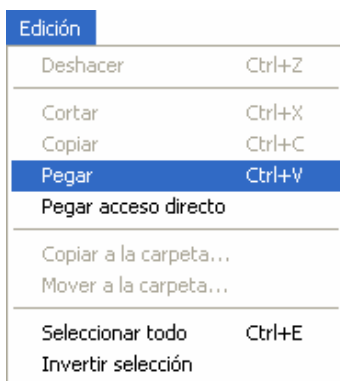 Edición
Deshacer Ctrl+Z
Cortar Ctrl+X
Copiar Ctrl+C
Pegar Ctrl+V
Pegar acceso directo
Copiar a la carpeta...
Mover a la carpeta...
Seleccionar todo Ctrl+E
Invertir selección